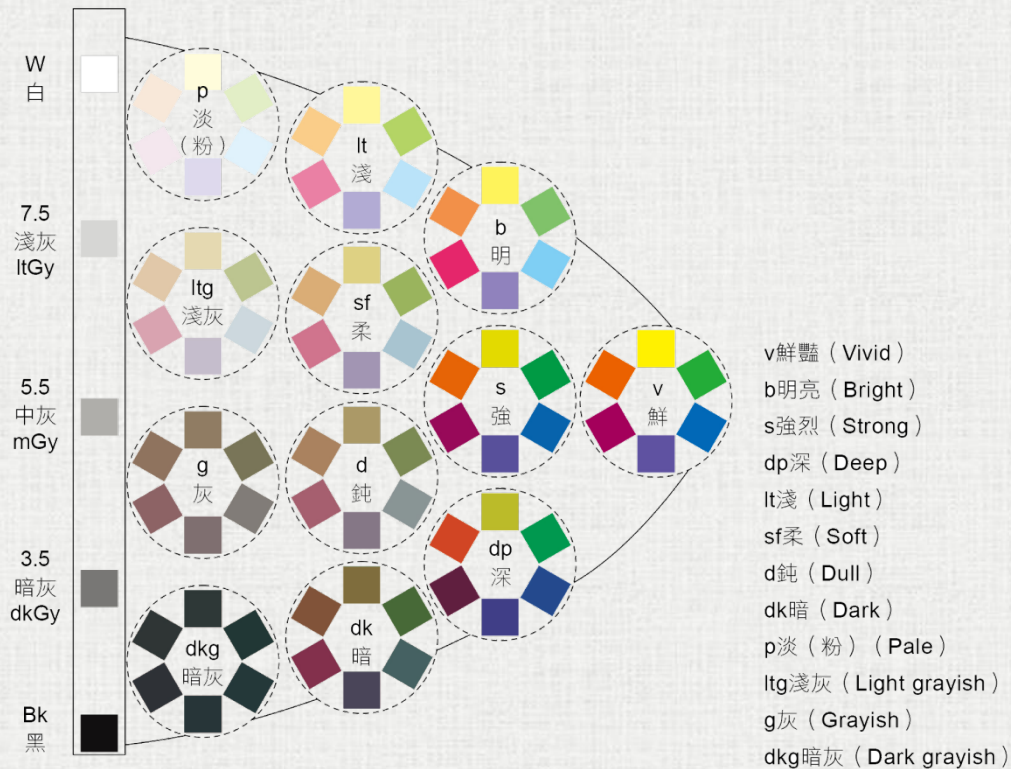 W
白
7.5
淺灰
ltGy
5.5
中灰
mGy
3.5
暗灰
dkGy
Bk
黑
p
淡
（粉）
lt
淺
b
明
ltg
淺灰
sf
柔
s
強
v
鮮
g
灰
d
鈍
dp
深
dkg
暗灰
dk
暗
v鮮豔（Vivid）
b明亮（Bright）
s強烈（Strong）
dp深（Deep）
lt淺（Light）
sf柔（Soft）
d鈍（Dull）
dk暗（Dark）
p淡（粉）（Pale）
ltg淺灰（Light grayish）
g灰（Grayish）
dkg暗灰（Dark grayish）